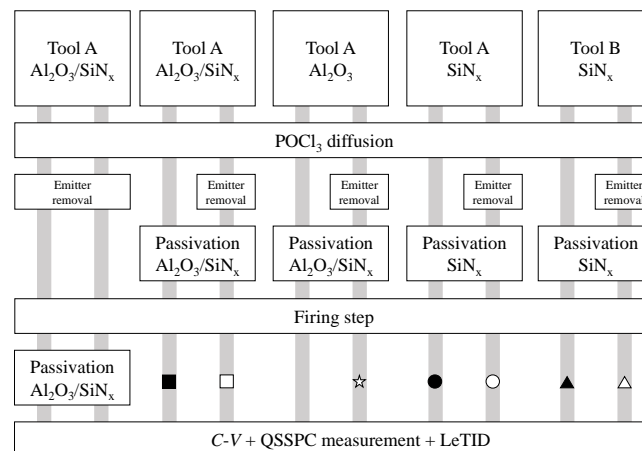 Tool A
Al₂O₃/SiNₓ
Tool A
Al₂O₃/SiNₓ
Tool A
Al₂O₃
Tool A
SiNₓ
Tool B
SiNₓ
POCl₃ diffusion
Emitter
removal
Emitter
removal
Emitter
removal
Emitter
removal
Emitter
removal
Passivation
Al₂O₃/SiNₓ
Passivation
Al₂O₃/SiNₓ
Passivation
SiNₓ
Passivation
SiNₓ
Firing step
Passivation
Al₂O₃/SiNₓ
C-V + QSSPC measurement + LeTID